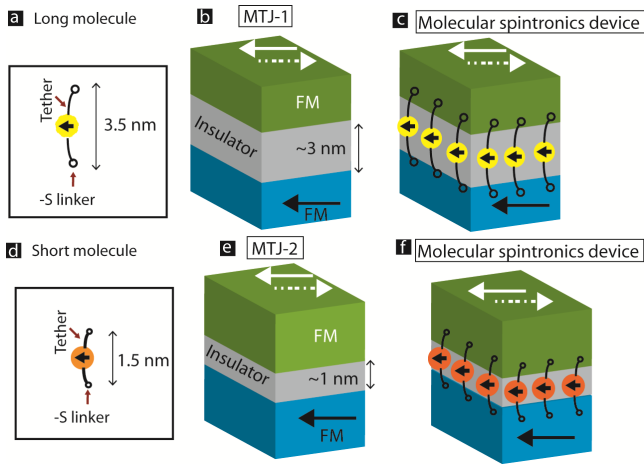 a Long molecule
Tether
3.5 nm
-S linker
b MTJ-1
FM
Insulator
~3 nm
FM
c Molecular spintronics device
d Short molecule
Tether
1.5 nm
-S linker
e MTJ-2
FM
Insulator
~1 nm
FM
f Molecular spintronics device